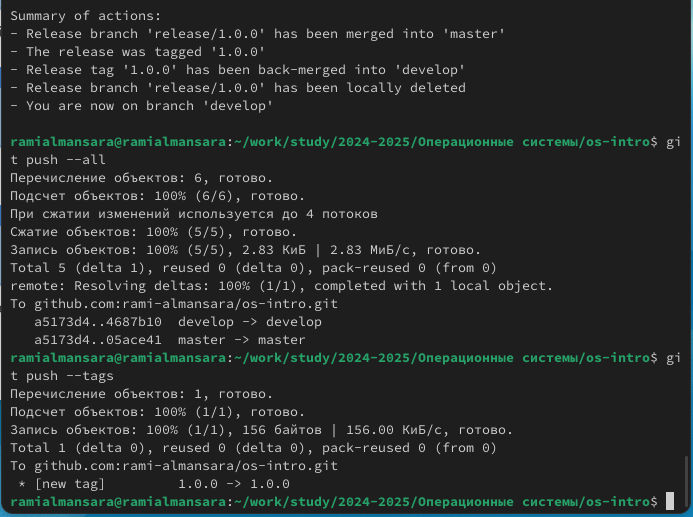 Summary of actions:
- Release branch 'release/1.0.0' has been merged into 'master'
- The release was tagged '1.0.0'
- Release tag '1.0.0' has been back-merged into 'develop'
- Release branch 'release/1.0.0' has been locally deleted
- You are now on branch 'develop'

ramialmansara@ramialmansara:~/work/study/2024-2025/Операционные системы/os-intro$ gi
t push --all
Перечисление объектов: 6, готово.
Подсчет объектов: 100% (6/6), готово.
При сжатии изменений используется до 4 потоков
Сжатие объектов: 100% (5/5), готово.
Запись объектов: 100% (5/5), 2.83 КиБ | 2.83 МиБ/с, готово.
Total 5 (delta 1), reused 0 (delta 0), pack-reused 0 (from 0)
remote: Resolving deltas: 100% (1/1), completed with 1 local object.
To github.com:rami-almansara/os-intro.git
   a5173d4..4687b10  develop -> develop
   a5173d4..05ace41  master -> master
ramialmansara@ramialmansara:~/work/study/2024-2025/Операционные системы/os-intro$ gi
t push --tags
Перечисление объектов: 1, готово.
Подсчет объектов: 100% (1/1), готово.
Запись объектов: 100% (1/1), 156 байтов | 156.00 КиБ/с, готово.
Total 1 (delta 0), reused 0 (delta 0), pack-reused 0 (from 0)
To github.com:rami-almansara/os-intro.git
 * [new tag]         1.0.0 -> 1.0.0
ramialmansara@ramialmansara:~/work/study/2024-2025/Операционные системы/os-intro$